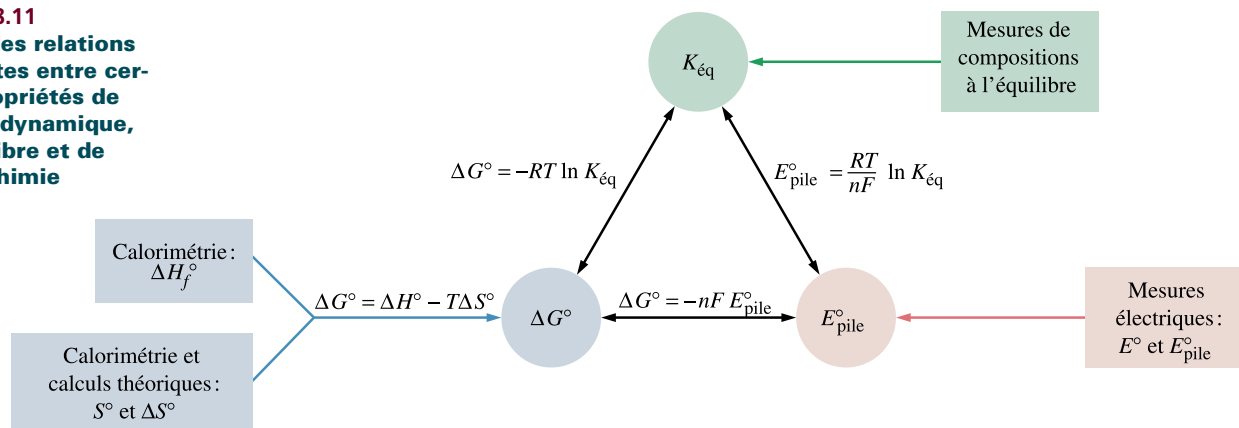 8.11
es relations
tes entre cer-
opriétés de
dynamique,
ibre et de
himie
Mesures de
compositions
à l'équilibre
Kéq
ΔG° = −RT ln Kéq
E°pile = RT/nF ln Kéq
Calorimétrie :
ΔHf°
ΔG° = ΔH° − TΔS°
Calorimétrie et
calculs théoriques :
S° et ΔS°
ΔG°
ΔG° = −nF E°pile
E°pile
Mesures
électriques :
E° et E°pile